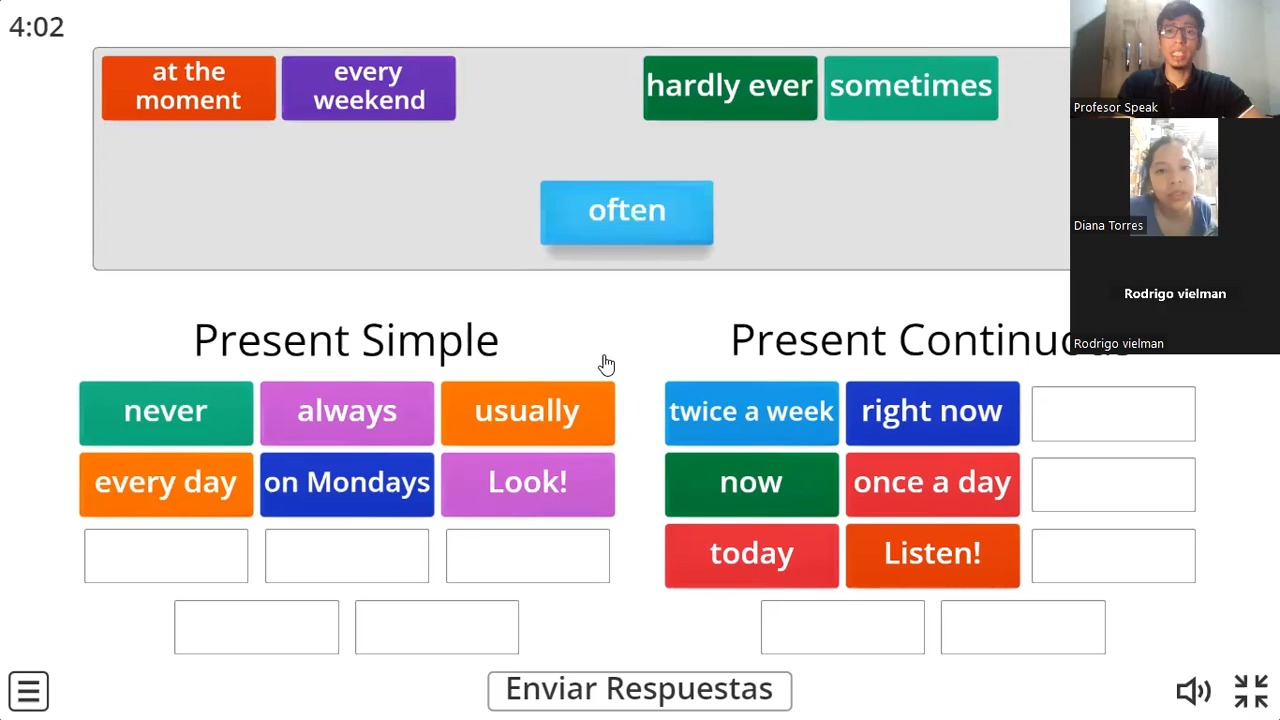 4:02
at the
moment
every
weekend
hardly ever
sometimes
often
Profesor Speak
Diana Torres
Rodrigo vielman
Rodrigo vielman
Present Simple
Present Continuous
never
always
usually
every day
on Mondays
Look!
twice a week
right now
now
once a day
today
Listen!
Enviar Respuestas